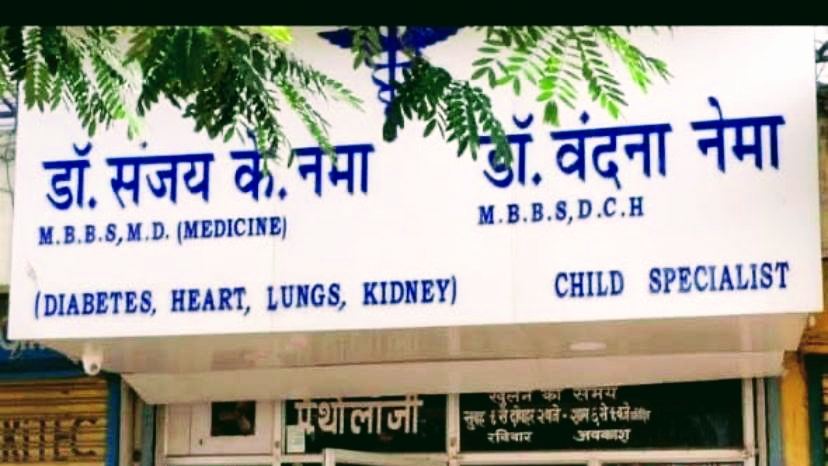 डॉ. संजय के. नेमा
M.B.B.S, M.D. (MEDICINE)
(DIABETES, HEART, LUNGS, KIDNEY)
डॉ. वंदना नेमा
M.B.B.S, D.C.H
CHILD SPECIALIST
पैथोलॉजी
खुलने का समय
रविवार अवकाश